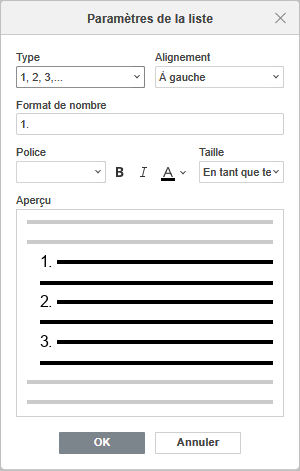 Paramètres de la liste
Type Alignement
1, 2, 3,... À gauche
Format de nombre
1.
Police Taille
B I A En tant que te
Aperçu
1.
2.
3.
OK Annuler